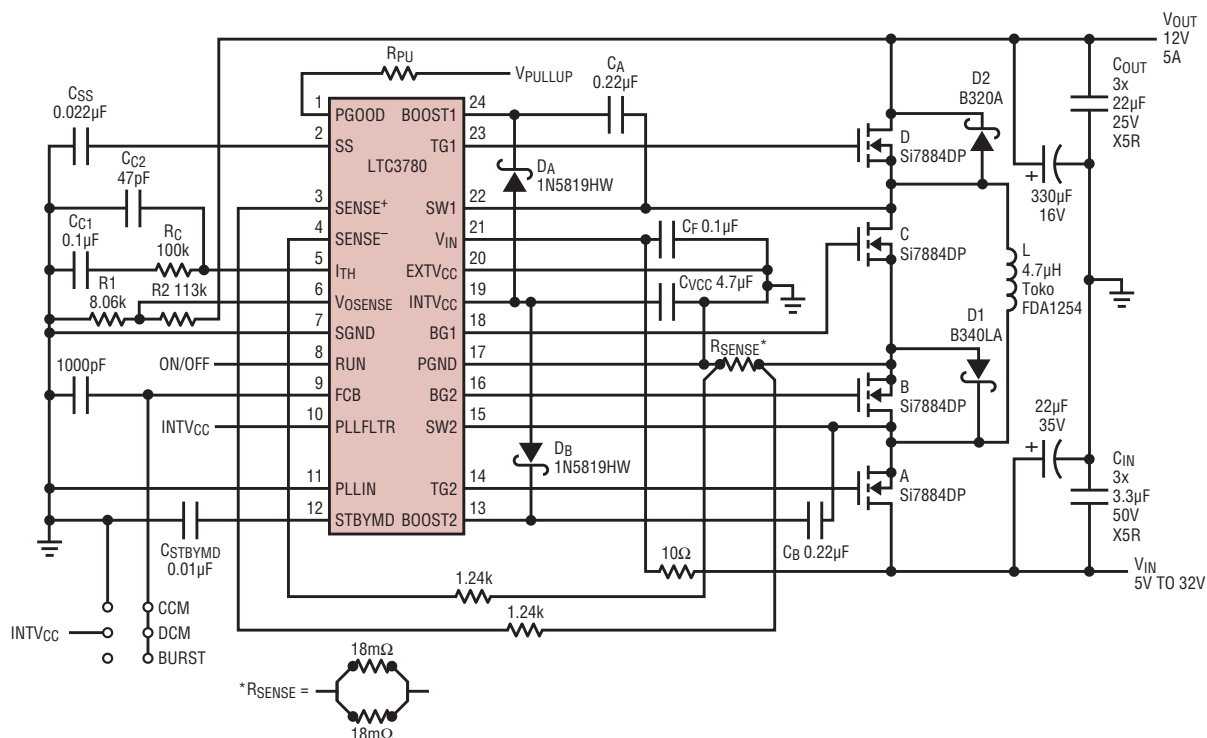 VOUT
12V
5A
RPU
VPULLUP
CA
0.22µF
D2
B320A
COUT
3x
22µF
25V
X5R
CSS
0.022µF
1
PGOOD
BOOST1
24
2
SS
TG1
23
LTC3780
D
Si7884DP
CC2
47pF
DA
1N5819HW
+
330µF
16V
3
SENSE+
SW1
22
4
SENSE–
VIN
21
CF 0.1µF
C
Si7884DP
CC1
0.1µF
RC
100k
5
ITH
EXTVCC
20
L
4.7µH
Toko
FDA1254
R1
8.06k
R2 113k
6
VOSENSE
INTVCC
19
CVCC 4.7µF
7
SGND
BG1
18
RSENSE*
D1
B340LA
ON/OFF
8
RUN
PGND
17
1000pF
9
FCB
BG2
16
B
Si7884DP
INTVCC
10
PLLFLTR
SW2
15
22µF
35V
+
DB
1N5819HW
11
PLLIN
TG2
14
A
Si7884DP
CIN
3x
3.3µF
50V
X5R
12
STBYMD
BOOST2
13
CSTBYMD
0.01µF
CB 0.22µF
10Ω
VIN
5V TO 32V
1.24k
1.24k
CCM
INTVCC
DCM
BURST
18mΩ
*RSENSE =
18mΩ